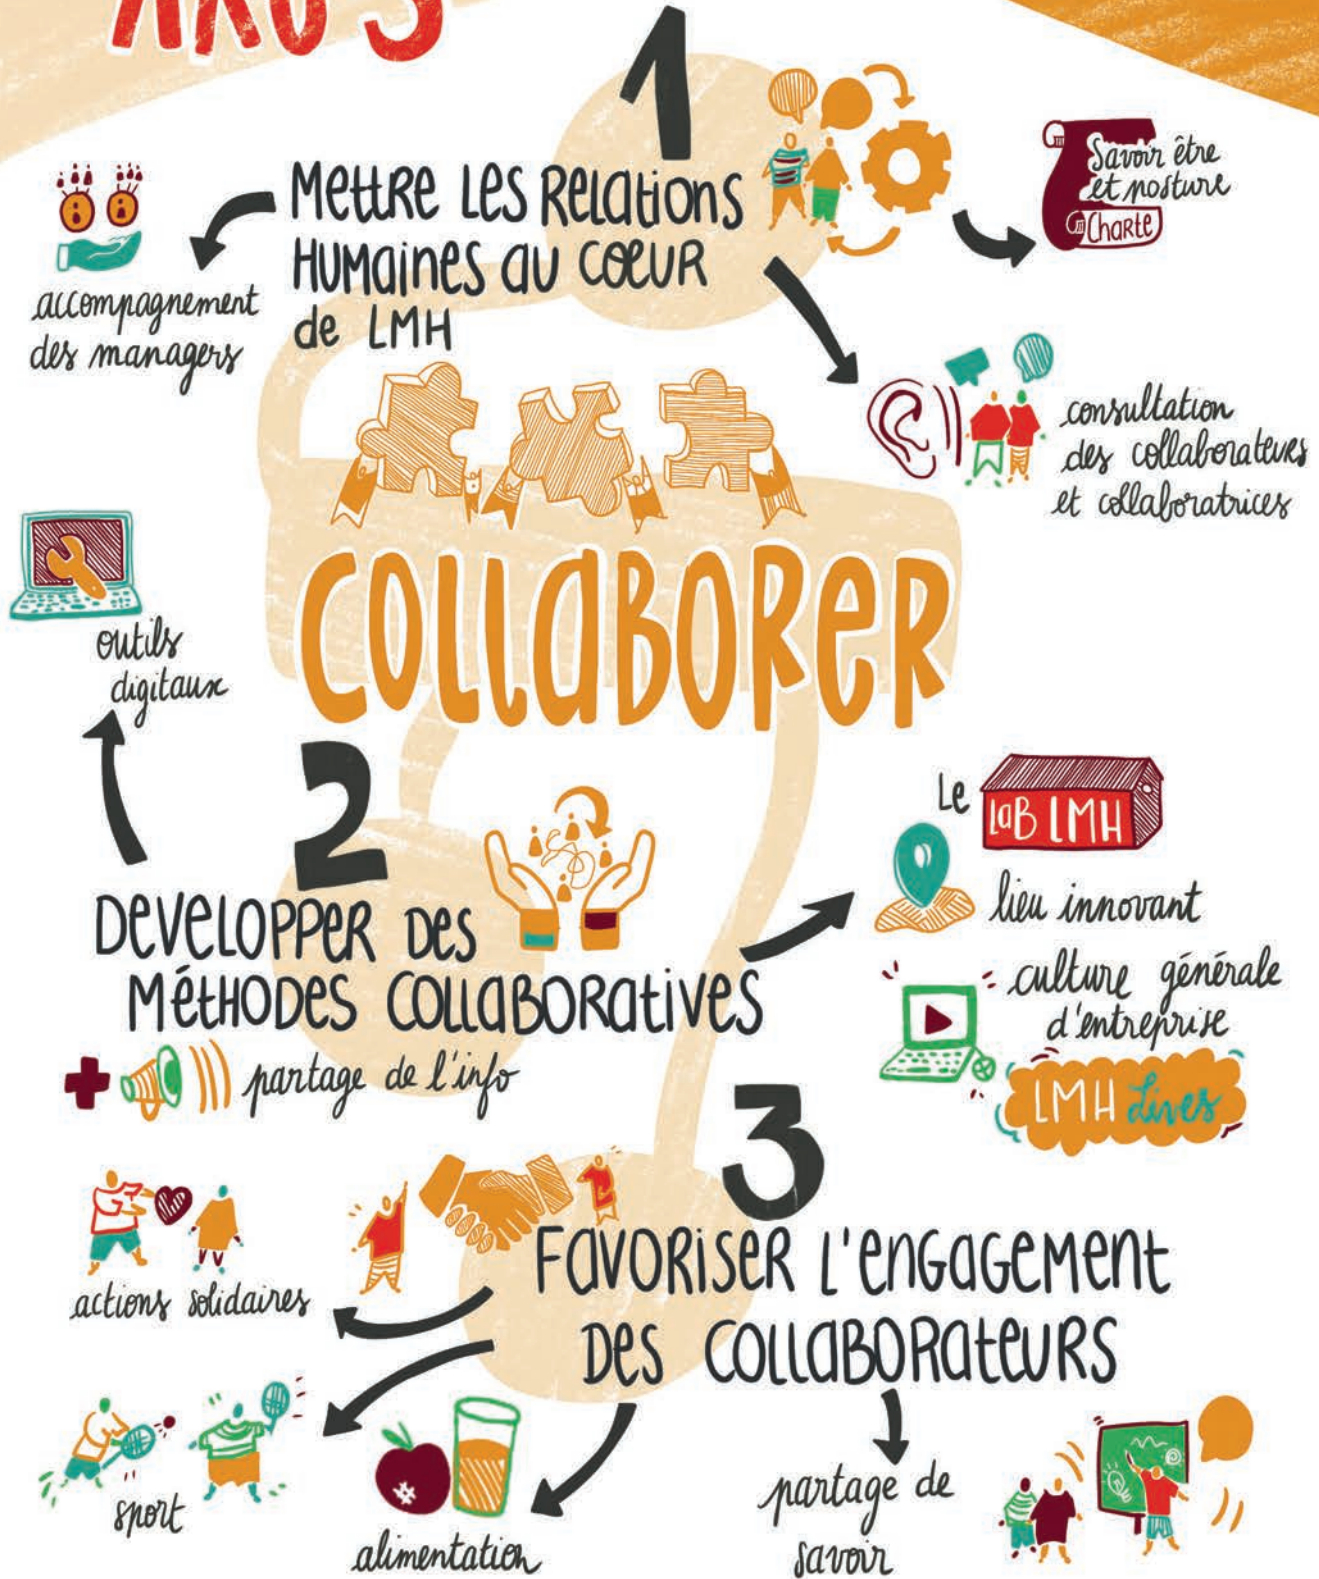 1
Mettre les Relations
Humaines au coeur
de LMH
accompagnement
des managers
Savoir être
et posture
Charte
consultation
des collaborateurs
et collaboratrices
COLLABORER
outils
digitaux
2
Developper des
Méthodes collaboratives
+ partage de l'info
Le
LAB LMH
lieu innovant
culture générale
d'entreprise
LMH Lives
3
Favoriser l'engagement
des collaborateurs
actions solidaires
sport
alimentation
partage de
savoir